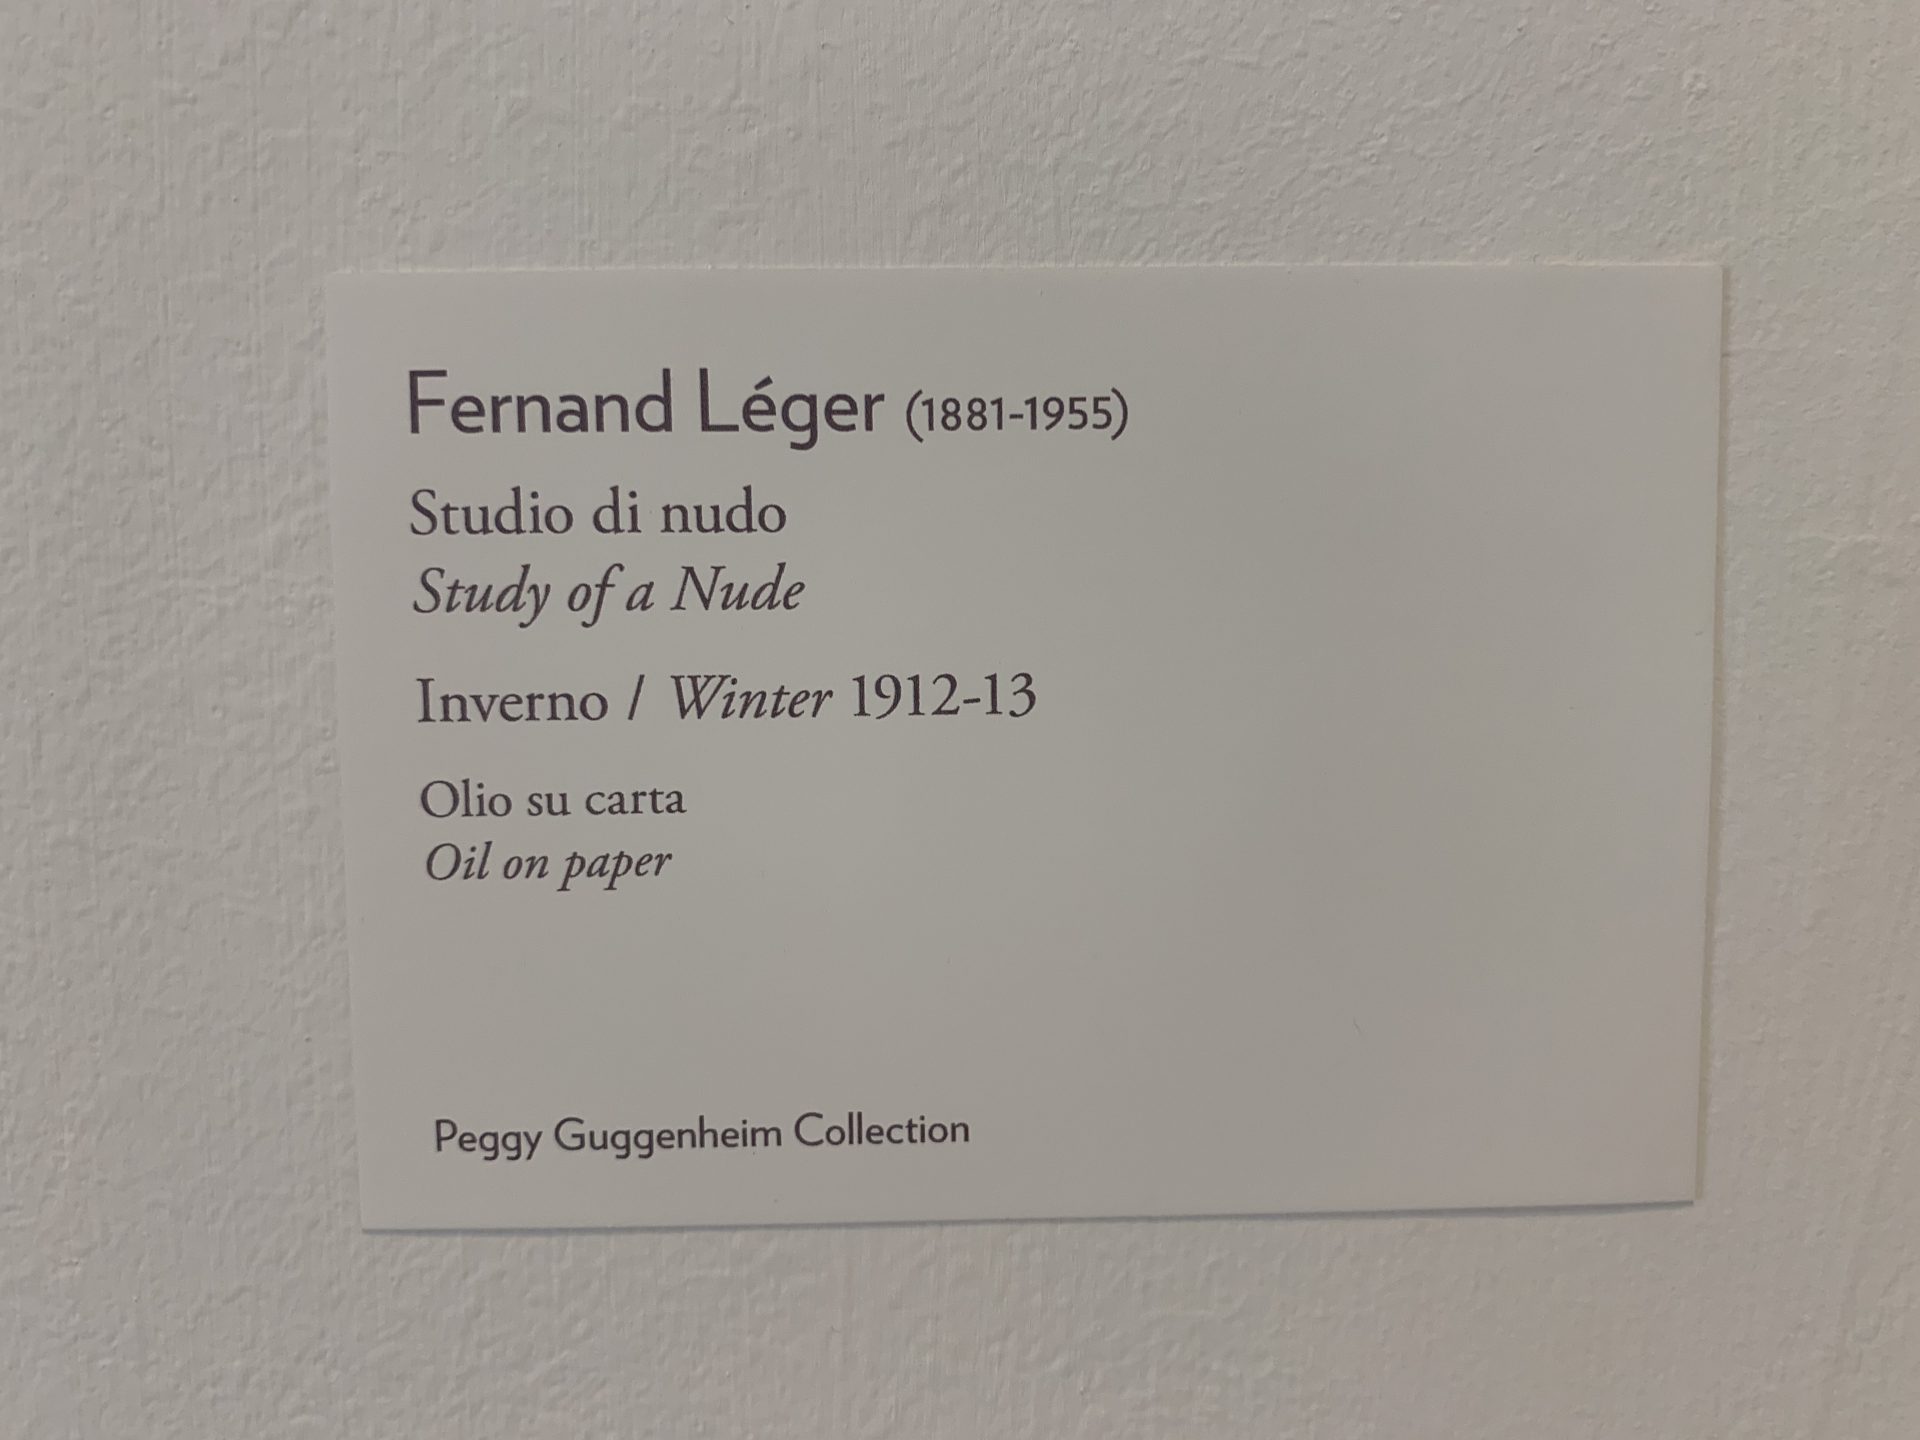 Fernand Léger (1881-1955)
Studio di nudo
Study of a Nude
Inverno / Winter 1912-13
Olio su carta
Oil on paper
Peggy Guggenheim Collection